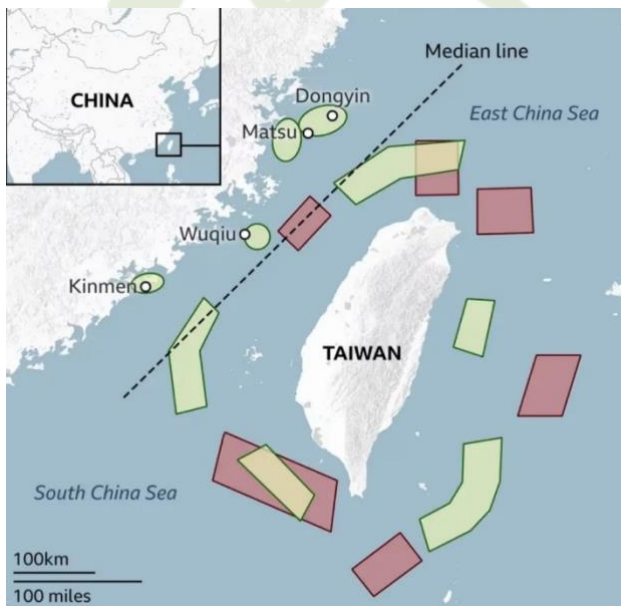 Median line
CHINA
Dongyin
East China Sea
Matsu
Wuqiu
Kinmen
TAIWAN
South China Sea
100km
100 miles